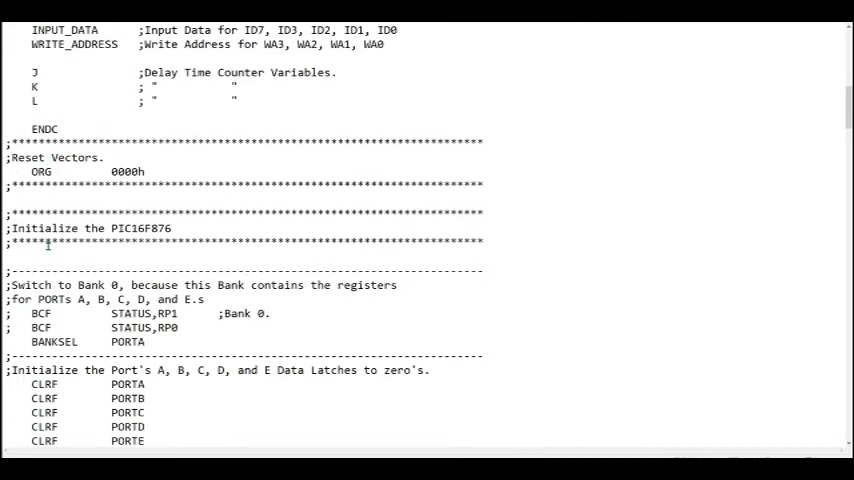 INPUT_DATA      ;Input Data for ID7, ID3, ID2, ID1, ID0
WRITE_ADDRESS   ;Write Address for WA3, WA2, WA1, WA0
J               ;Delay Time Counter Variables.
K               ; "           "
L               ; "           "
ENDC
;***********************************************************************
;Reset Vectors.
ORG         0000h
;***********************************************************************
;***********************************************************************
;Initialize the PIC16F876
;***********************************************************************
;-----------------------------------------------------------------------
;Switch to Bank 0, because this Bank contains the registers
;for PORTs A, B, C, D, and E.s
;   BCF         STATUS,RP1      ;Bank 0.
;   BCF         STATUS,RP0
BANKSEL     PORTA
;-----------------------------------------------------------------------
;Initialize the Port's A, B, C, D, and E Data Latches to zero's.
CLRF        PORTA
CLRF        PORTB
CLRF        PORTC
CLRF        PORTD
CLRF        PORTE